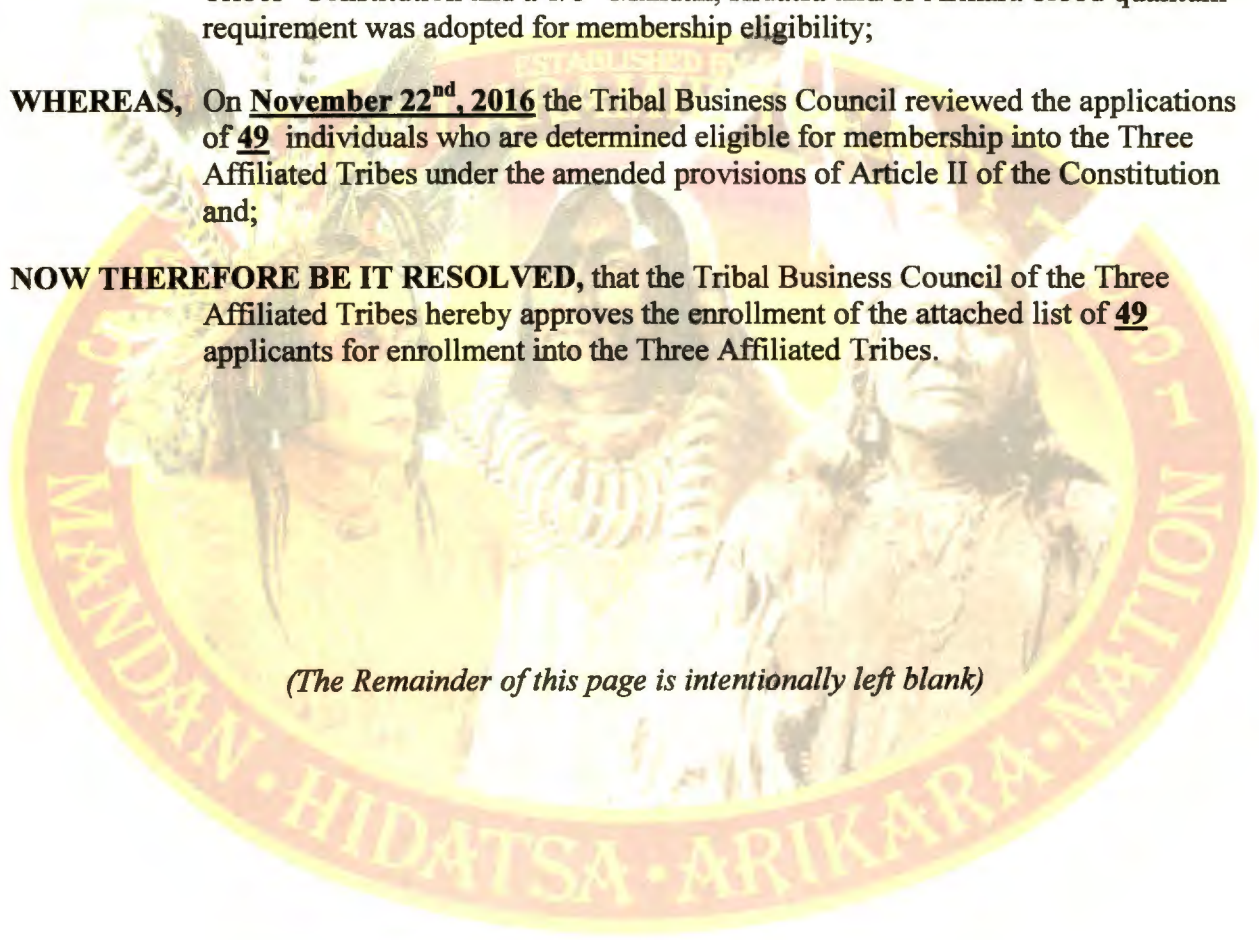 requirement was adopted for membership eligibility;
WHEREAS, On November 22nd, 2016 the Tribal Business Council reviewed the applications
of 49 individuals who are determined eligible for membership into the Three
Affiliated Tribes under the amended provisions of Article II of the Constitution
and;
NOW THEREFORE BE IT RESOLVED, that the Tribal Business Council of the Three
Affiliated Tribes hereby approves the enrollment of the attached list of 49
applicants for enrollment into the Three Affiliated Tribes.
(The Remainder of this page is intentionally left blank)
ESTABLISHED BY
MANDAN · HIDATSA · ARIKARA · NATION